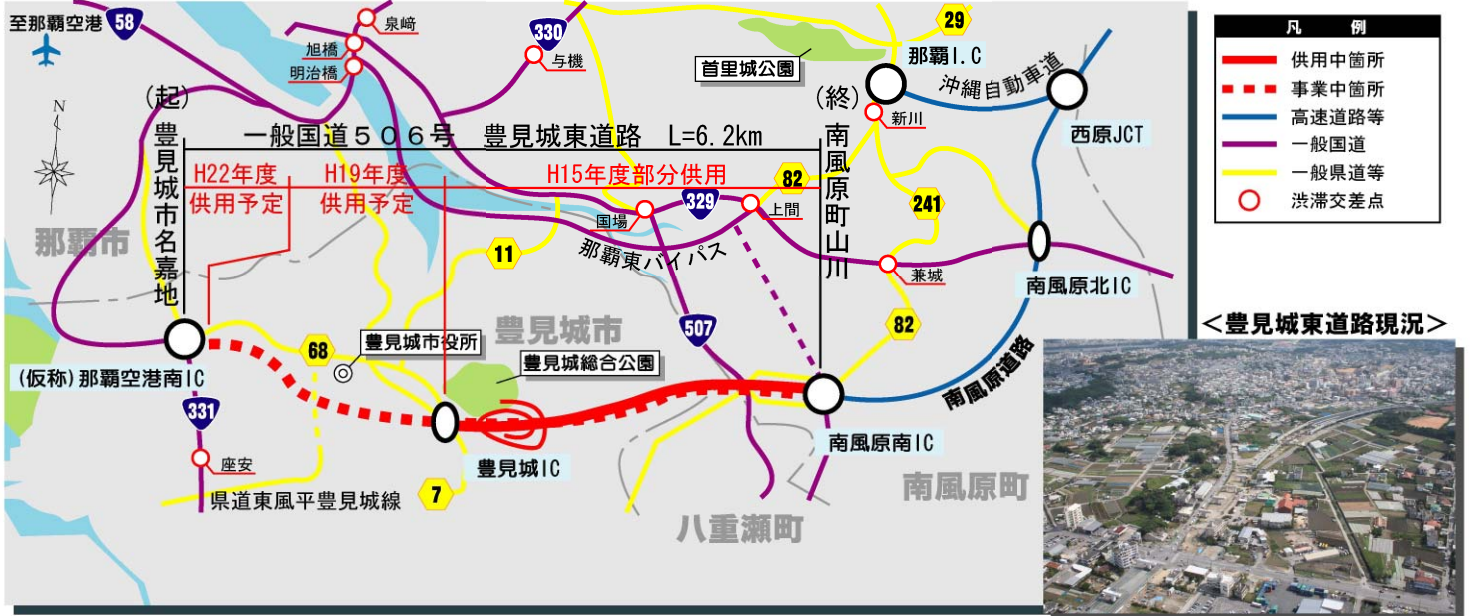 至那覇空港
58
泉崎
旭橋
明治橋
330
与機
29
首里城公園
那覇I.C
沖縄自動車道
西原JCT
新川
(起)
豊見城市名嘉地
一般国道506号 豊見城東道路 L=6.2km
(終)
南風原町山川
H22年度
供用予定
H19年度
供用予定
H15年度部分供用
82
国場
329
上間
241
那覇市
11
那覇東バイパス
兼城
南風原北IC
N
68
豊見城市役所
豊見城市
豊見城総合公園
507
82
南風原道路
(仮称)那覇空港南IC
331
座安
県道東風平豊見城線
豊見城IC
7
南風原南IC
南風原町
八重瀬町
凡 例
供用中箇所
事業中箇所
高速道路等
一般国道
一般県道等
渋滞交差点
<豊見城東道路現況>